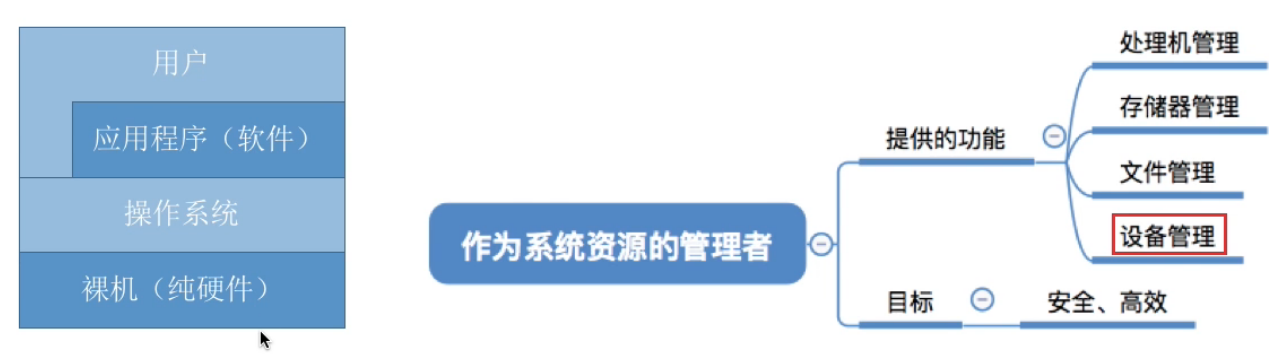 用户
应用程序（软件）
操作系统
裸机（纯硬件）
作为系统资源的管理者
提供的功能
处理机管理
存储器管理
文件管理
设备管理
目标
安全、高效